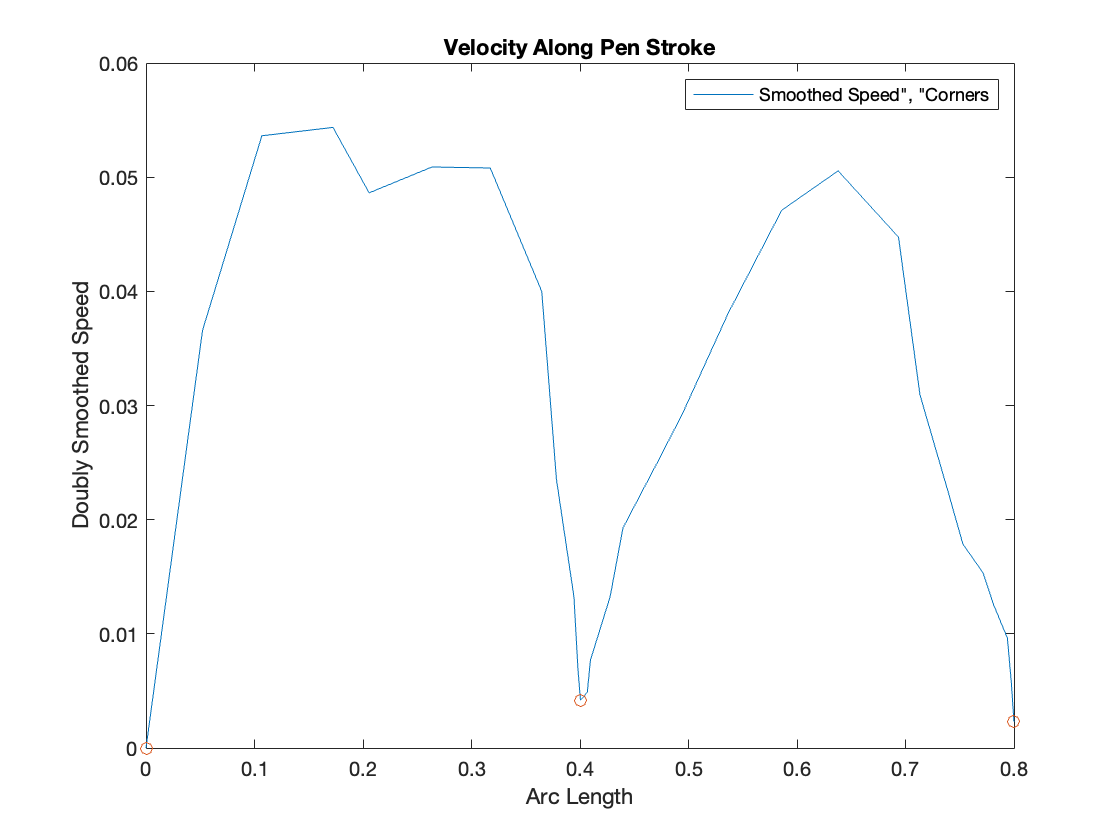 Velocity Along Pen Stroke
Smoothed Speed", "Corners
0.06
0.05
0.04
0.03
0.02
0.01
0
Doubly Smoothed Speed
0 0.1 0.2 0.3 0.4 0.5 0.6 0.7 0.8
Arc Length